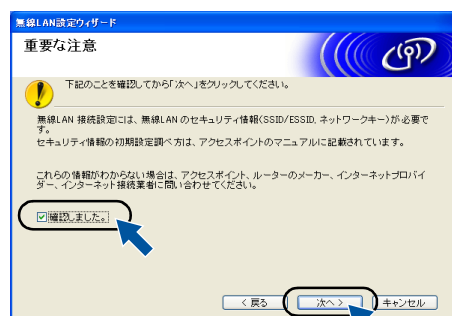 無線LAN設定ウィザード
重要な注意
下記のことを確認してから「次へ」をクリックしてください。
無線LAN 接続設定には、無線LAN のセキュリティ情報(SSID/ESSID, ネットワークキー)が必要で
す。
セキュリティ情報の初期設定調べ方は、アクセスポイントのマニュアルに記載されています。
これらの情報がわからない場合は、アクセスポイント、ルーターのメーカー、インターネットプロバイ
ダー、インターネット接続業者に問い合わせてください。
確認しました。
< 戻る
次へ >
キャンセル